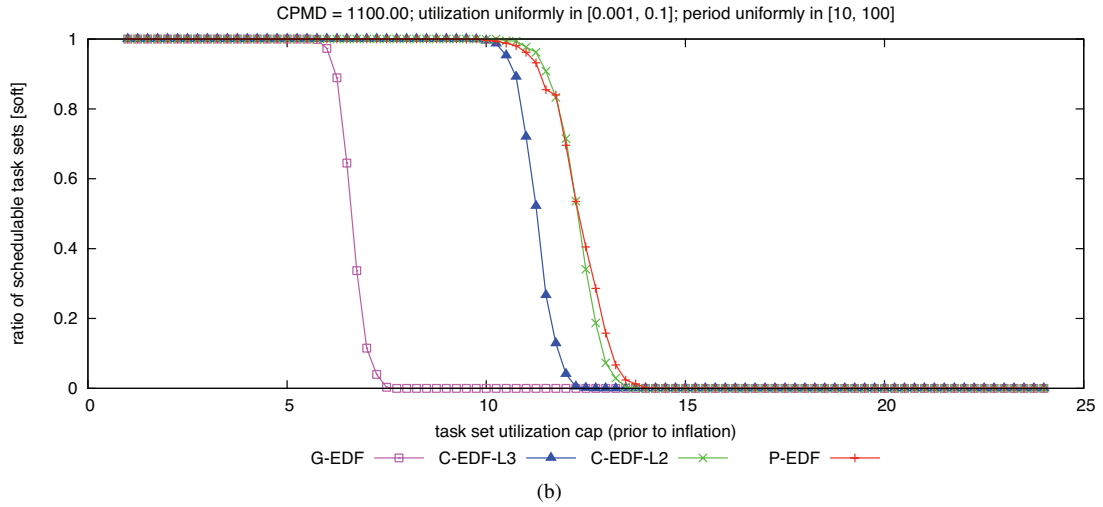 CPMD = 1100.00; utilization uniformly in [0.001, 0.1]; period uniformly in [10, 100]
ratio of schedulable task sets [soft]
1
0.8
0.6
0.4
0.2
0
0 5 10 15 20 25
task set utilization cap (prior to inflation)
G-EDF C-EDF-L3 C-EDF-L2 P-EDF
(b)